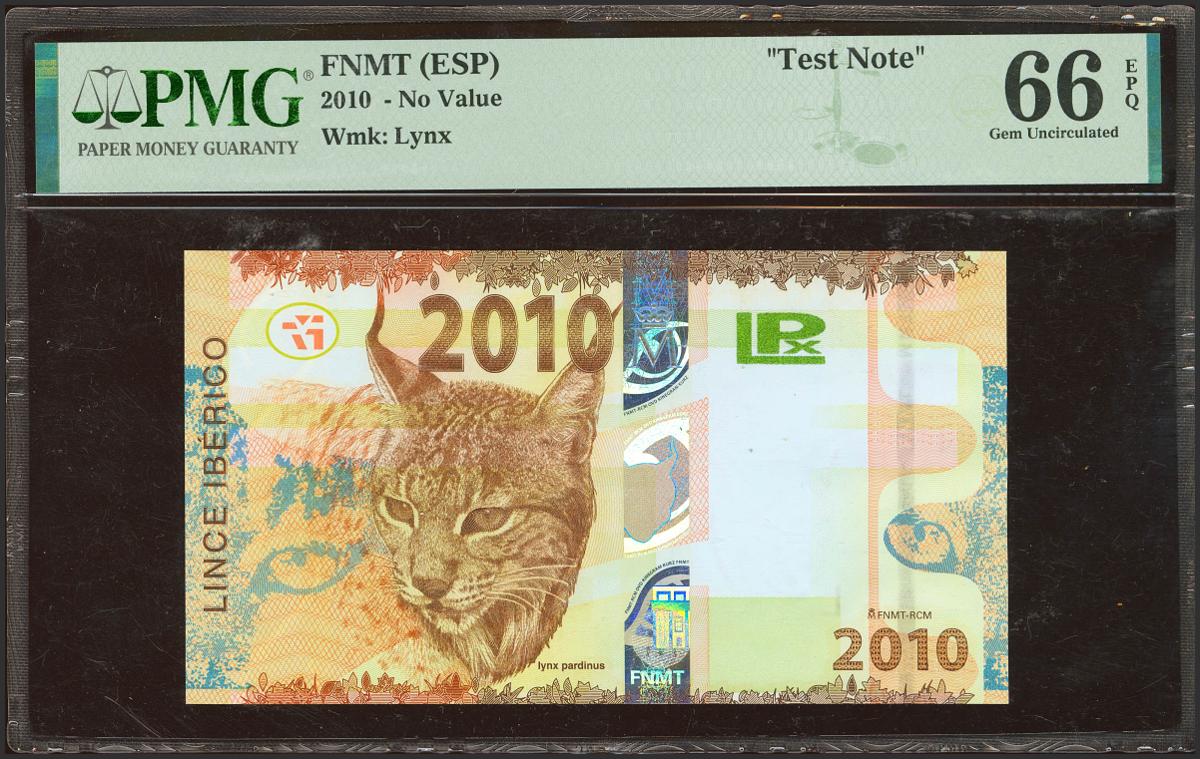 PMG®
PAPER MONEY GUARANTY
FNMT (ESP)
2010 - No Value
Wmk: Lynx
"Test Note"
66
EPQ
Gem Uncirculated
LINCE IBERICO
2010
FNMT
lynx pardinus
FNMT-RCM
2010